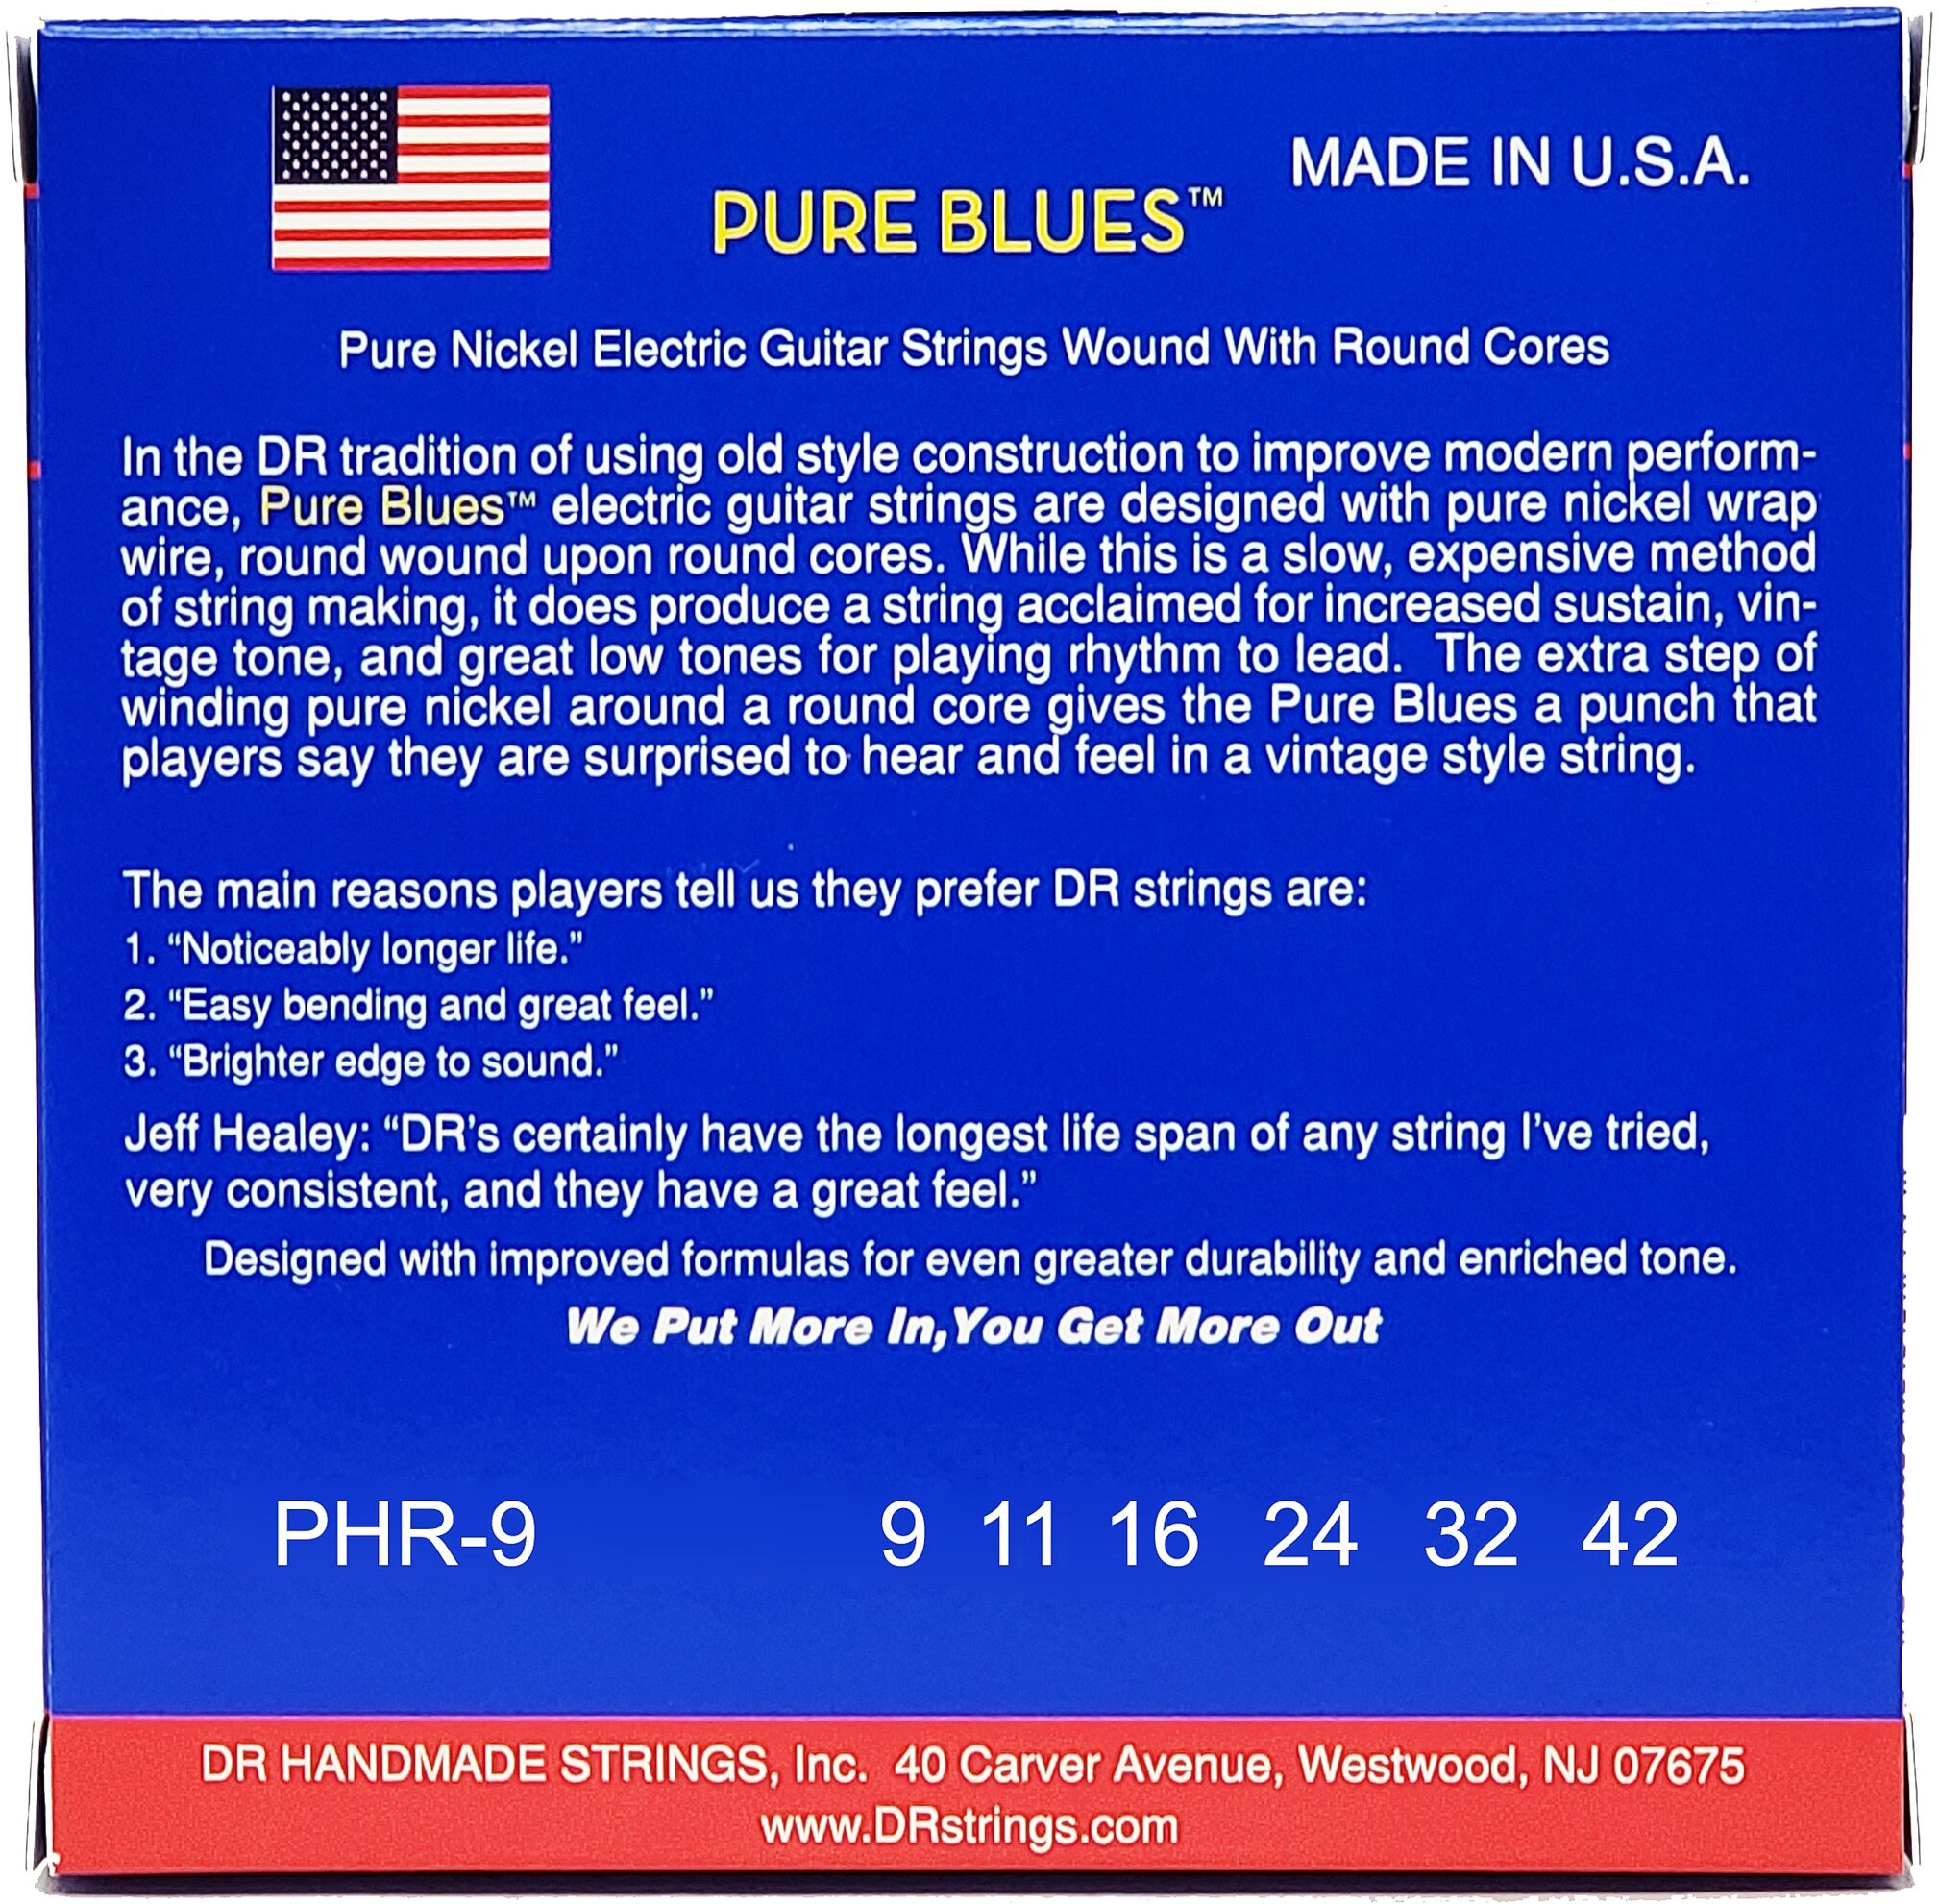 MADE IN U.S.A.
PURE BLUES™
Pure Nickel Electric Guitar Strings Wound With Round Cores
In the DR tradition of using old style construction to improve modern perform-
ance, Pure Blues™ electric guitar strings are designed with pure nickel wrap
wire, round wound upon round cores. While this is a slow, expensive method
of string making, it does produce a string acclaimed for increased sustain, vin-
tage tone, and great low tones for playing rhythm to lead. The extra step of
winding pure nickel around a round core gives the Pure Blues a punch that
players say they are surprised to hear and feel in a vintage style string.
The main reasons players tell us they prefer DR strings are:
1. “Noticeably longer life.”
2. “Easy bending and great feel.”
3. “Brighter edge to sound.”
Jeff Healey: “DR’s certainly have the longest life span of any string I’ve tried,
very consistent, and they have a great feel.”
Designed with improved formulas for even greater durability and enriched tone.
We Put More In,You Get More Out
PHR-9 9 11 16 24 32 42
DR HANDMADE STRINGS, Inc. 40 Carver Avenue, Westwood, NJ 07675
www.DRstrings.com